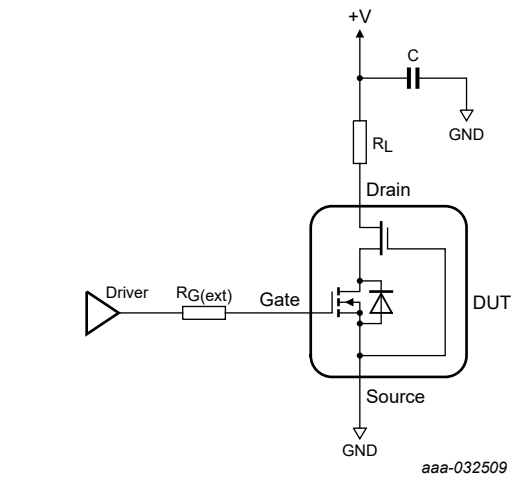 +V
C
GND
RL
Drain
Driver
RG(ext)
Gate
DUT
Source
GND
aaa-032509